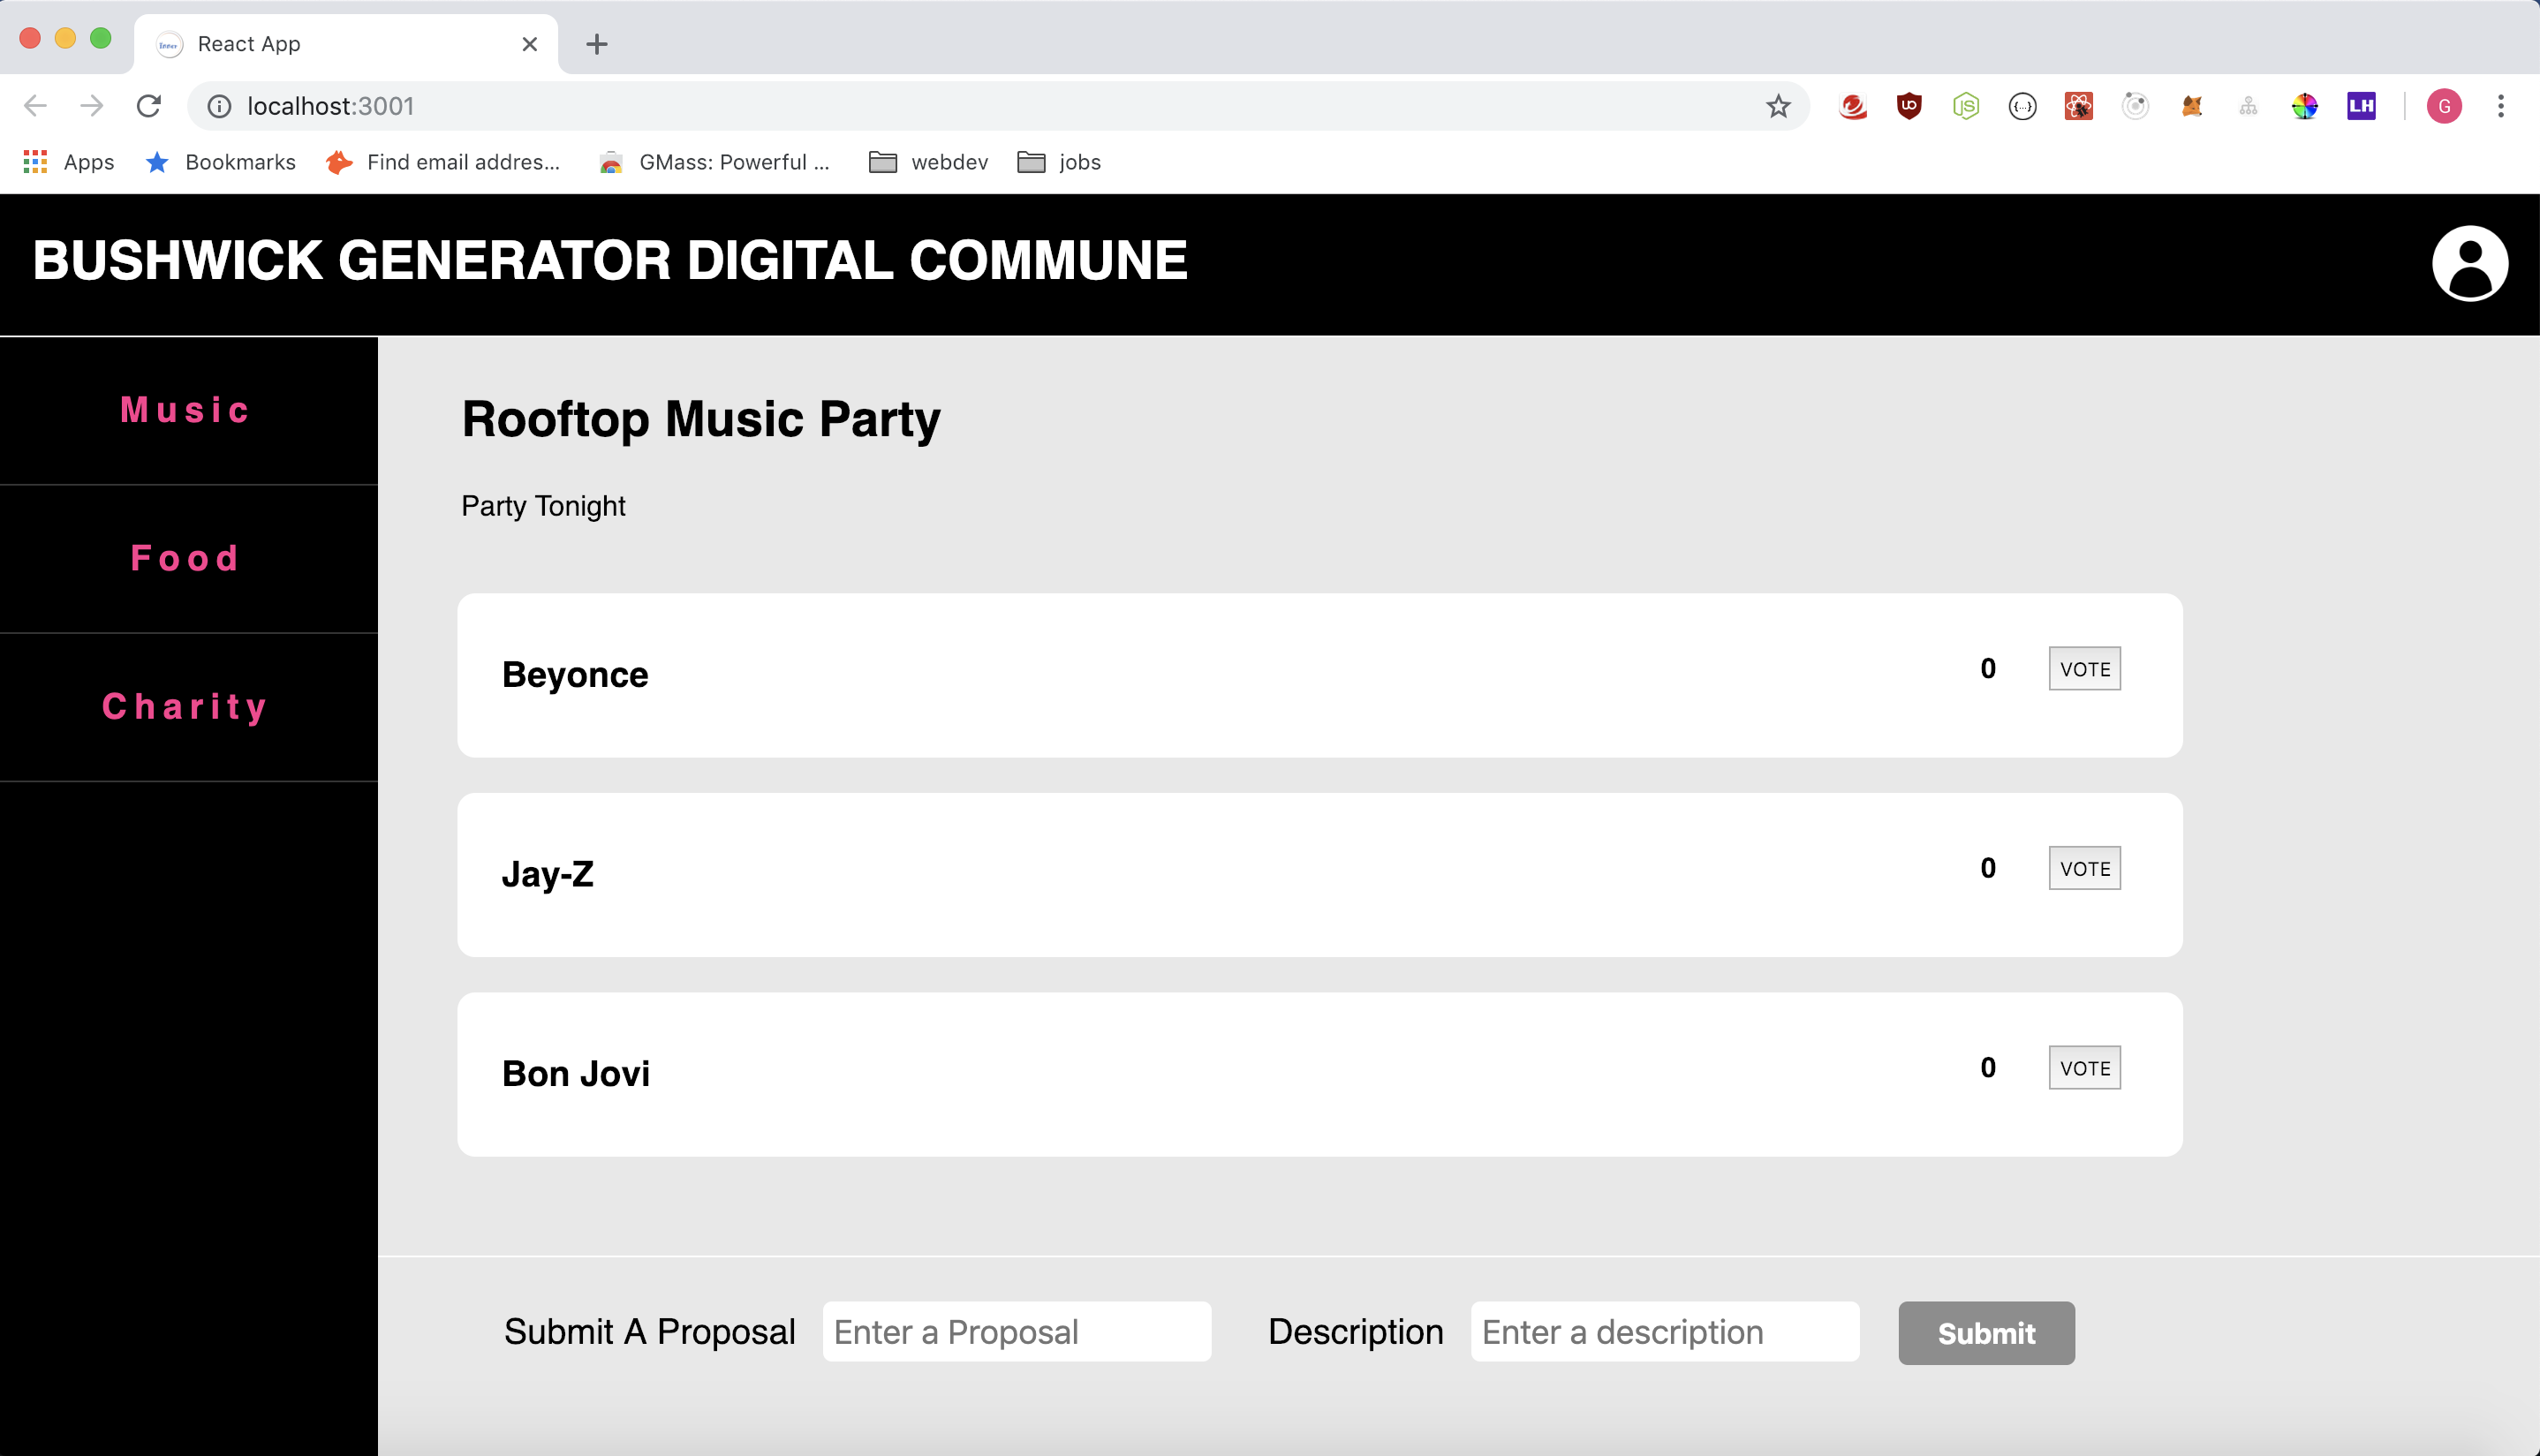 React App
localhost:3001
UO
JS
{...}
LH
G
Apps
Bookmarks
Find email addres...
GMass: Powerful ...
webdev
jobs
BUSHWICK GENERATOR DIGITAL COMMUNE
Music
Food
Charity
Rooftop Music Party
Party Tonight
Beyonce
0
VOTE
Jay-Z
0
VOTE
Bon Jovi
0
VOTE
Submit A Proposal
Enter a Proposal
Description
Enter a description
Submit